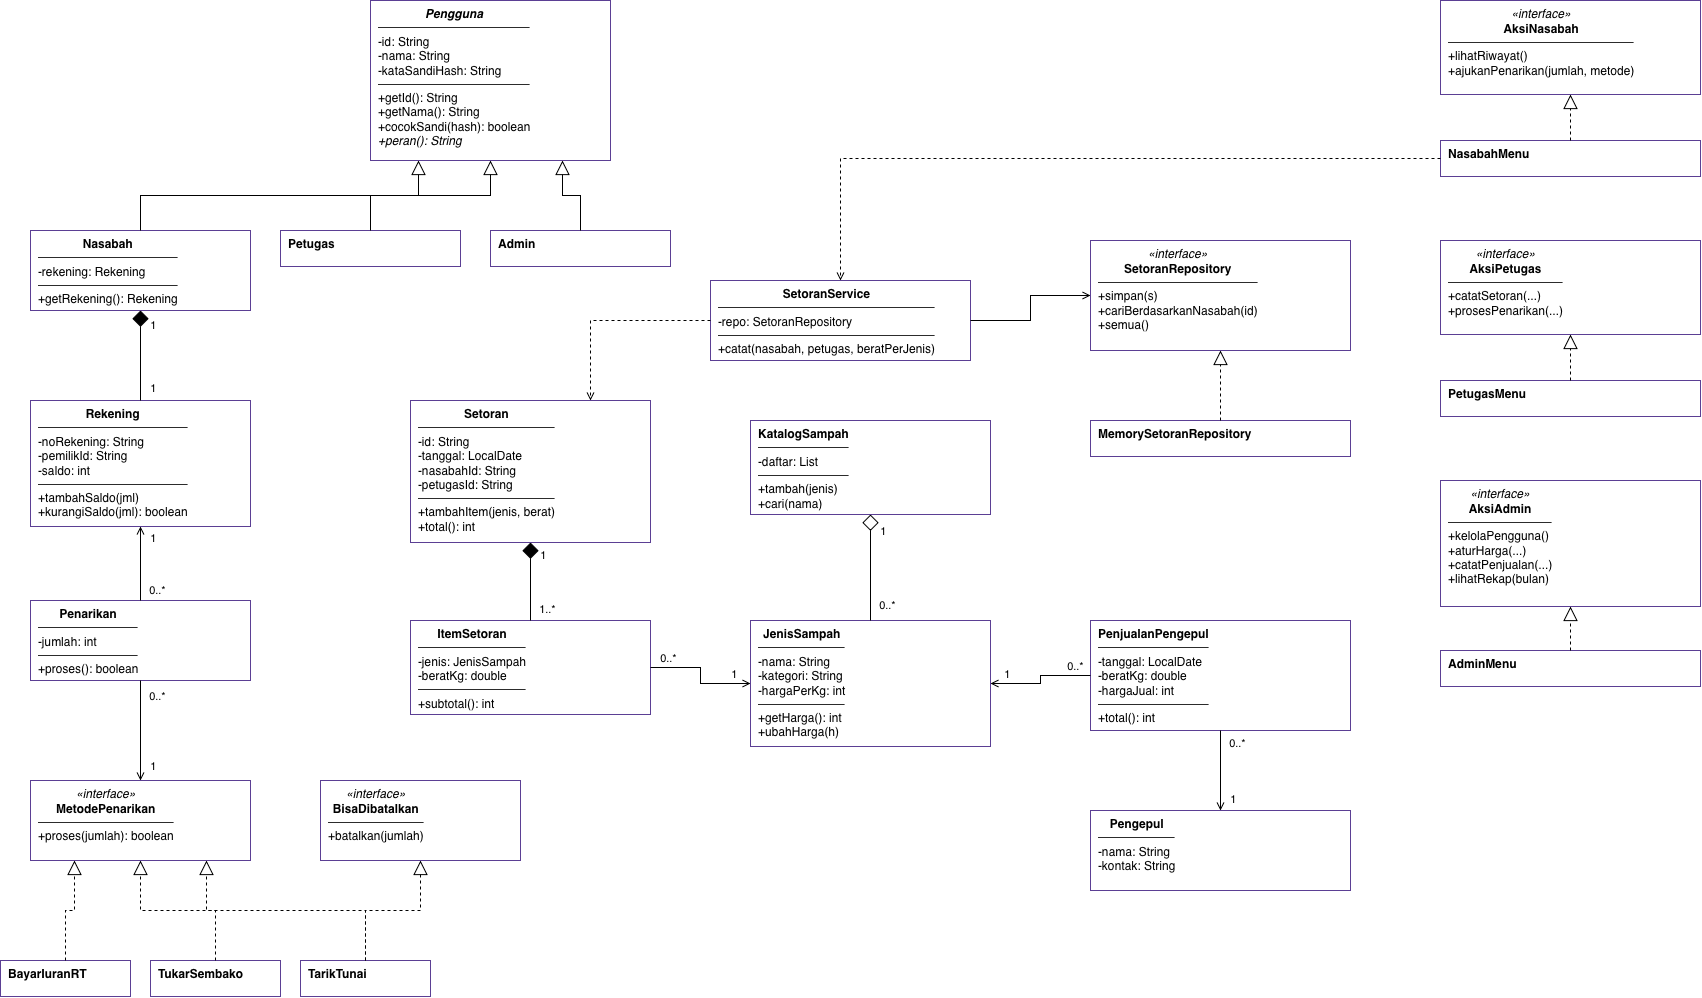 Pengguna
-id: String
-nama: String
-kataSandiHash: String
+getId(): String
+getNama(): String
+cocokSandi(hash): boolean
+peran(): String
«interface»
AksiNasabah
+lihatRiwayat()
+ajukanPenarikan(jumlah, metode)
NasabahMenu
Nasabah
-rekening: Rekening
+getRekening(): Rekening
Petugas
Admin
SetoranService
-repo: SetoranRepository
+catat(nasabah, petugas, beratPerJenis)
«interface»
SetoranRepository
+simpan(s)
+cariBerdasarkanNasabah(id)
+semua()
«interface»
AksiPetugas
+catatSetoran(...)
+prosesPenarikan(...)
PetugasMenu
1
1
Rekening
-noRekening: String
-pemilikId: String
-saldo: int
+tambahSaldo(jml)
+kurangiSaldo(jml): boolean
Setoran
-id: String
-tanggal: LocalDate
-nasabahId: String
-petugasId: String
+tambahItem(jenis, berat)
+total(): int
KatalogSampah
-daftar: List
+tambah(jenis)
+cari(nama)
MemorySetoranRepository
«interface»
AksiAdmin
+kelolaPengguna()
+aturHarga(...)
+catatPenjualan(...)
+lihatRekap(bulan)
AdminMenu
1
0..*
1
1..*
1
0..*
Penarikan
-jumlah: int
+proses(): boolean
ItemSetoran
-jenis: JenisSampah
-beratKg: double
+subtotal(): int
0..*
1
JenisSampah
-nama: String
-kategori: String
-hargaPerKg: int
+getHarga(): int
+ubahHarga(h)
1
0..*
PenjualanPengepul
-tanggal: LocalDate
-beratKg: double
-hargaJual: int
+total(): int
0..*
1
0..*
1
«interface»
MetodePenarikan
+proses(jumlah): boolean
«interface»
BisaDibatalkan
+batalkan(jumlah)
Pengepul
-nama: String
-kontak: String
BayarIuranRT
TukarSembako
TarikTunai